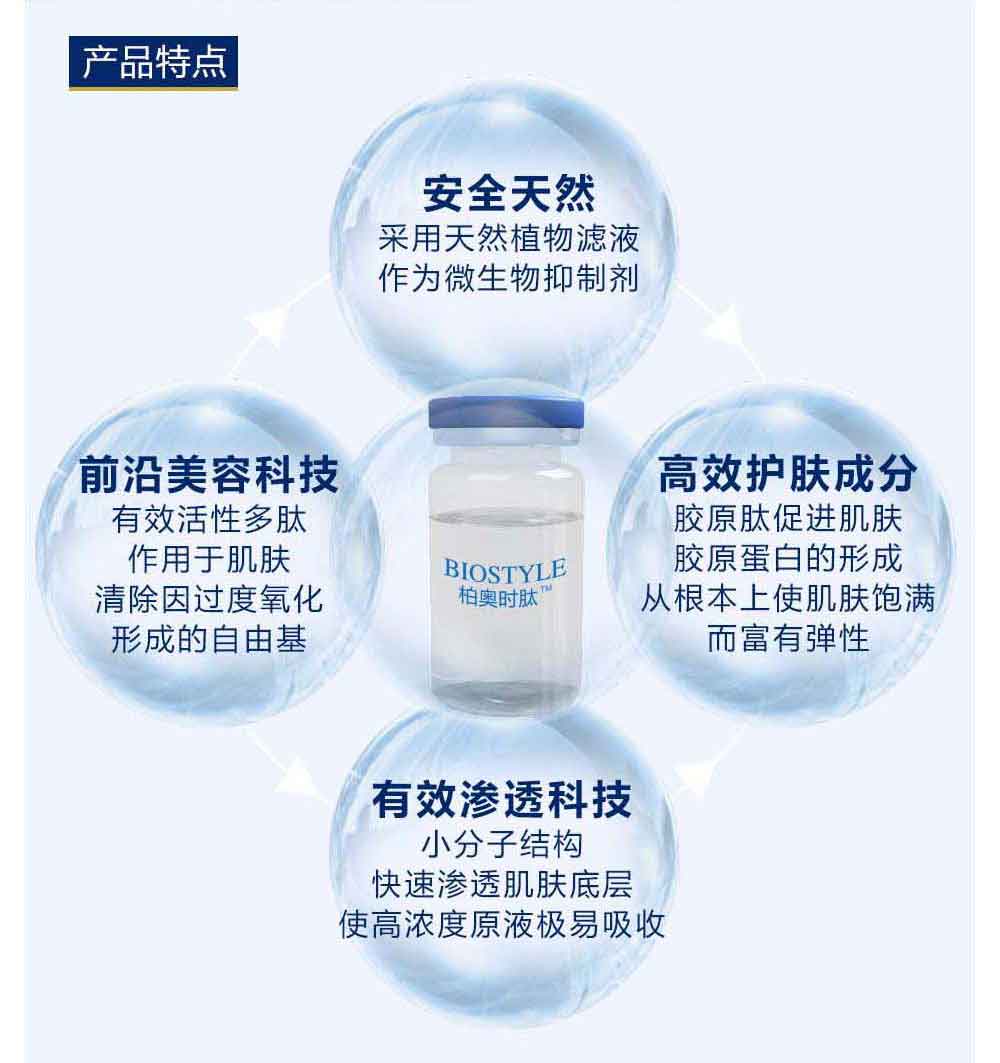 产品特点
安全天然
采用天然植物滤液
作为微生物抑制剂
前沿美容科技
有效活性多肽
作用于肌肤
清除因过度氧化
形成的自由基
BIOSTYLE
柏奥时肽™
高效护肤成分
胶原肽促进肌肤
胶原蛋白的形成
从根本上使肌肤饱满
而富有弹性
有效渗透科技
小分子结构
快速渗透肌肤底层
使高浓度原液极易吸收